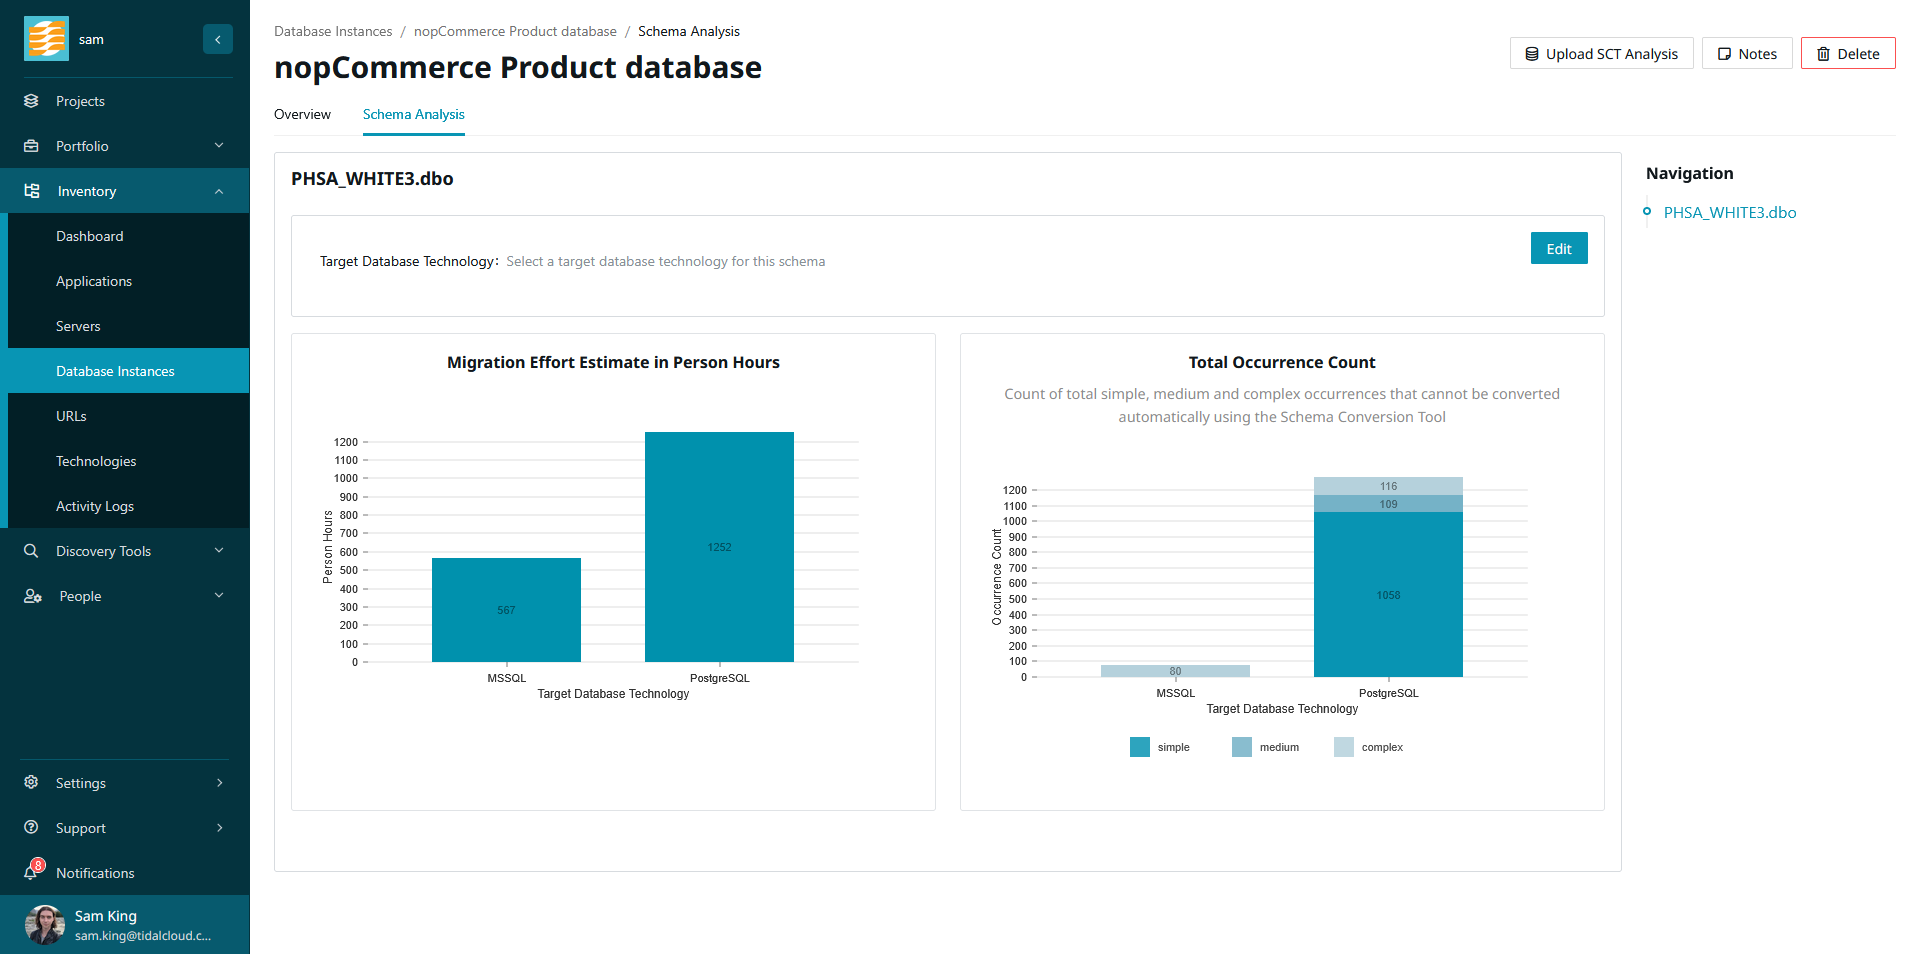 sam
Projects
Portfolio
Inventory
Dashboard
Applications
Servers
Database Instances
URLs
Technologies
Activity Logs
Discovery Tools
People
Settings
Support
8
Notifications
Sam King
sam.king@tidalcloud.c...
Database Instances / nopCommerce Product database / Schema Analysis
nopCommerce Product database
Upload SCT Analysis
Notes
Delete
Overview
Schema Analysis
PHSA_WHITE3.dbo
Target Database Technology: Select a target database technology for this schema
Edit
Migration Effort Estimate in Person Hours
Person Hours
1200
1100
1000
900
800
700
600
500
400
300
200
100
0
567
1252
MSSQL
PostgreSQL
Target Database Technology
Total Occurrence Count
Count of total simple, medium and complex occurrences that cannot be converted
automatically using the Schema Conversion Tool
Occurrence Count
1200
1100
1000
900
800
700
600
500
400
300
200
100
0
80
116
109
1058
MSSQL
PostgreSQL
Target Database Technology
simple
medium
complex
Navigation
PHSA_WHITE3.dbo